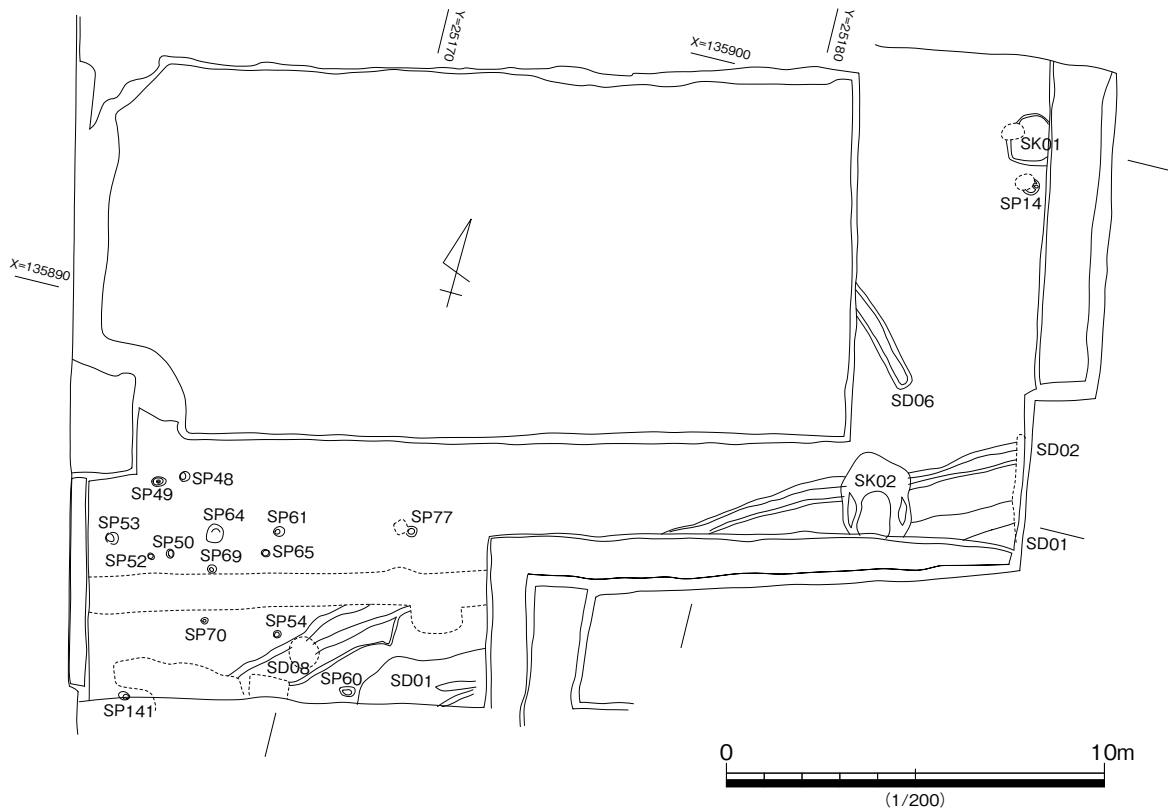 Y=25170
X=135900
Y=25180
SK01
SP14
X=135890
SD06
SD02
SK02
SP48
SP49
SP64
SP61
SP77
SP53
SP50
SP65
SP52
SP69
SD01
SP70
SP54
SD08
SP60
SD01
SP141
0
10m
(1/200)